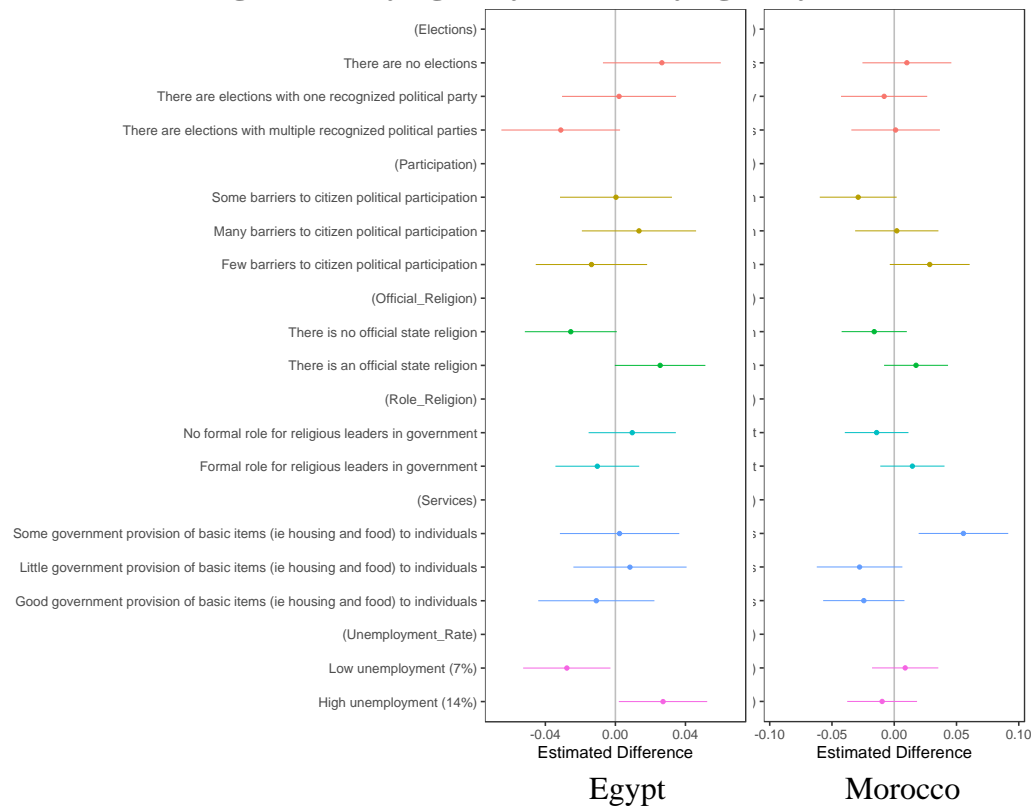 (Elections)
There are no elections
There are elections with one recognized political party
There are elections with multiple recognized political parties
(Participation)
Some barriers to citizen political participation
Many barriers to citizen political participation
Few barriers to citizen political participation
(Official_Religion)
There is no official state religion
There is an official state religion
(Role_Religion)
No formal role for religious leaders in government
Formal role for religious leaders in government
(Services)
Some government provision of basic items (ie housing and food) to individuals
Little government provision of basic items (ie housing and food) to individuals
Good government provision of basic items (ie housing and food) to individuals
(Unemployment_Rate)
Low unemployment (7%)
High unemployment (14%)
-0.04 0.00 0.04
Estimated Difference
Egypt
-0.10 -0.05 0.00 0.05 0.10
Estimated Difference
Morocco